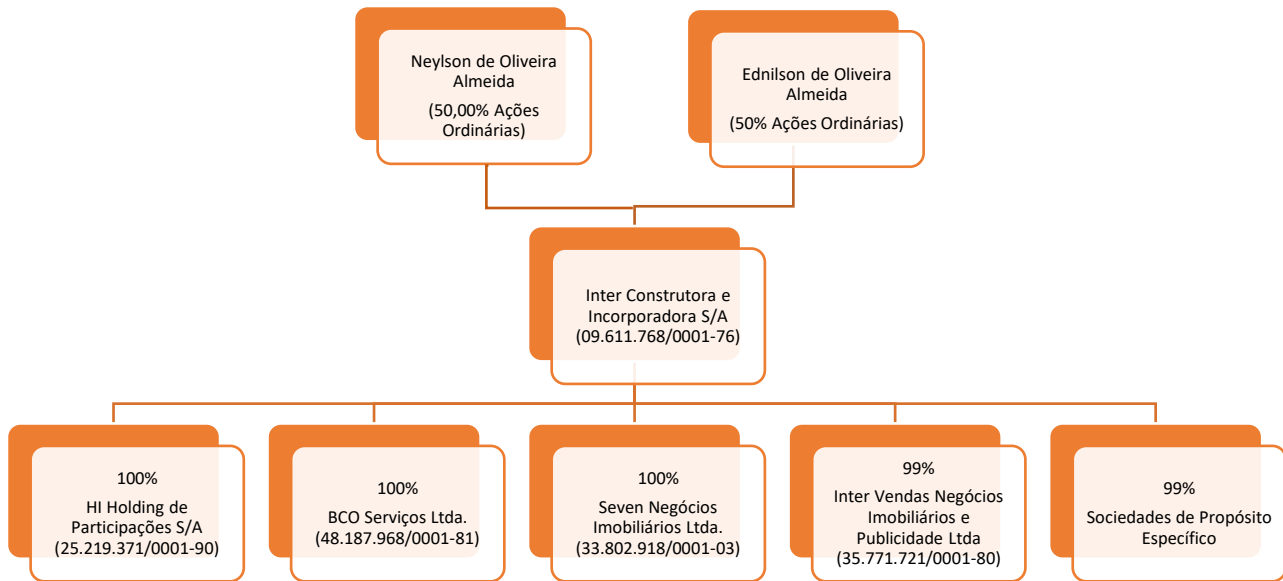 Neylson de Oliveira
Almeida
(50,00% Ações
Ordinárias)
Ednilson de Oliveira
Almeida
(50% Ações Ordinárias)
Inter Construtora e
Incorporadora S/A
(09.611.768/0001-76)
100%
HI Holding de
Participações S/A
(25.219.371/0001-90)
100%
BCO Serviços Ltda.
(48.187.968/0001-81)
100%
Seven Negócios
Imobiliários Ltda.
(33.802.918/0001-03)
99%
Inter Vendas Negócios
Imobiliários e
Publicidade Ltda
(35.771.721/0001-80)
99%
Sociedades de Propósito
Específico